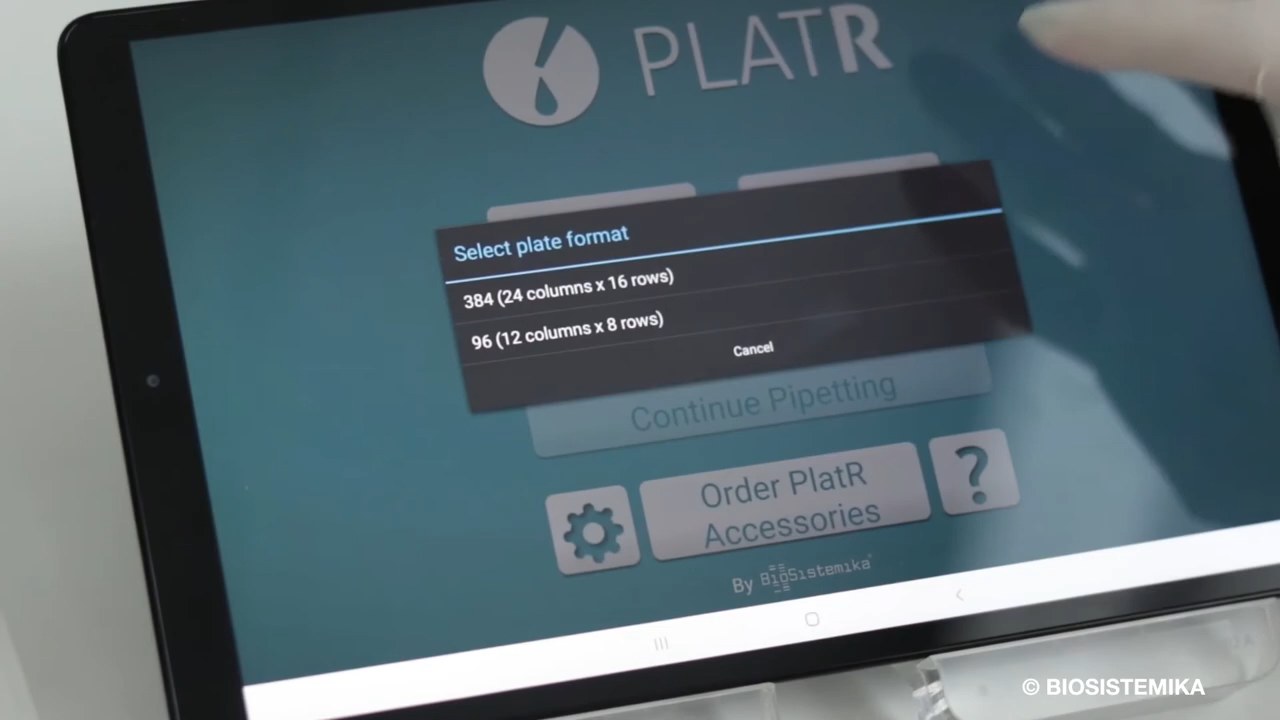 PLATR
Select plate format
384 (24 columns x 16 rows)
96 (12 columns x 8 rows)
Cancel
Continue Pipetting
Order PlatR
Accessories
?
By BioSistemika
© BIOSISTEMIKA